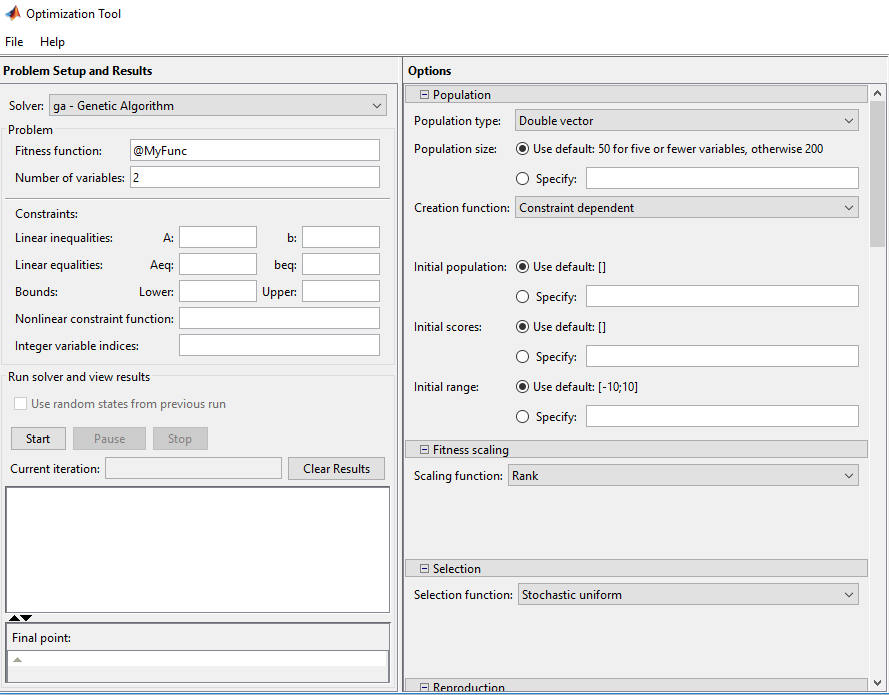 Optimization Tool
File Help
Problem Setup and Results
Solver: ga - Genetic Algorithm
Problem
Fitness function: @MyFunc
Number of variables: 2
Constraints:
Linear inequalities: A: b:
Linear equalities: Aeq: beq:
Bounds: Lower: Upper:
Nonlinear constraint function:
Integer variable indices:
Run solver and view results
Use random states from previous run
Start Pause Stop
Current iteration: Clear Results
Final point:
Options
Population
Population type: Double vector
Population size: Use default: 50 for five or fewer variables, otherwise 200
Specify:
Creation function: Constraint dependent
Initial population: Use default: []
Specify:
Initial scores: Use default: []
Specify:
Initial range: Use default: [-10;10]
Specify:
Fitness scaling
Scaling function: Rank
Selection
Selection function: Stochastic uniform
Reproduction